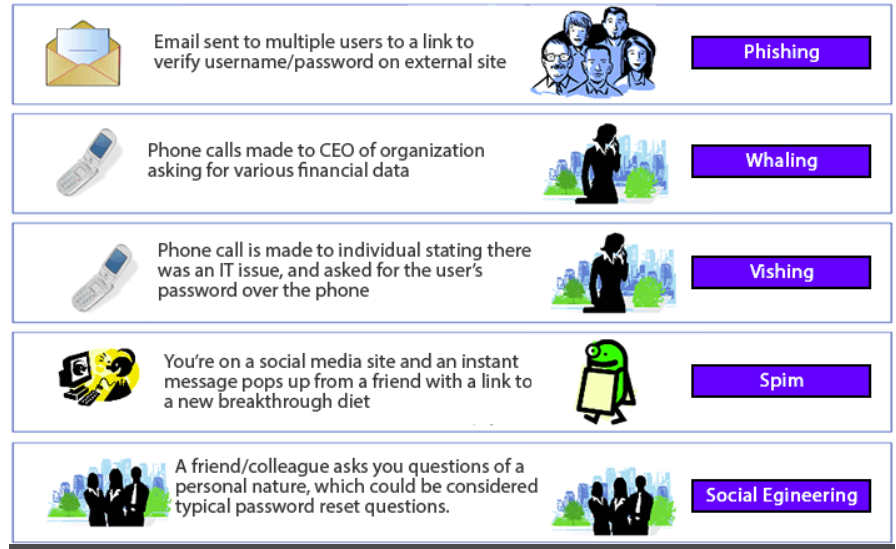 Email sent to multiple users to a link to
verify username/password on external site
Phishing
Phone calls made to CEO of organization
asking for various financial data
Whaling
Phone call is made to individual stating there
was an IT issue, and asked for the user's
password over the phone
Vishing
You're on a social media site and an instant
message pops up from a friend with a link to
a new breakthrough diet
Spim
A friend/colleague asks you questions of a
personal nature, which could be considered
typical password reset questions.
Social Egineering